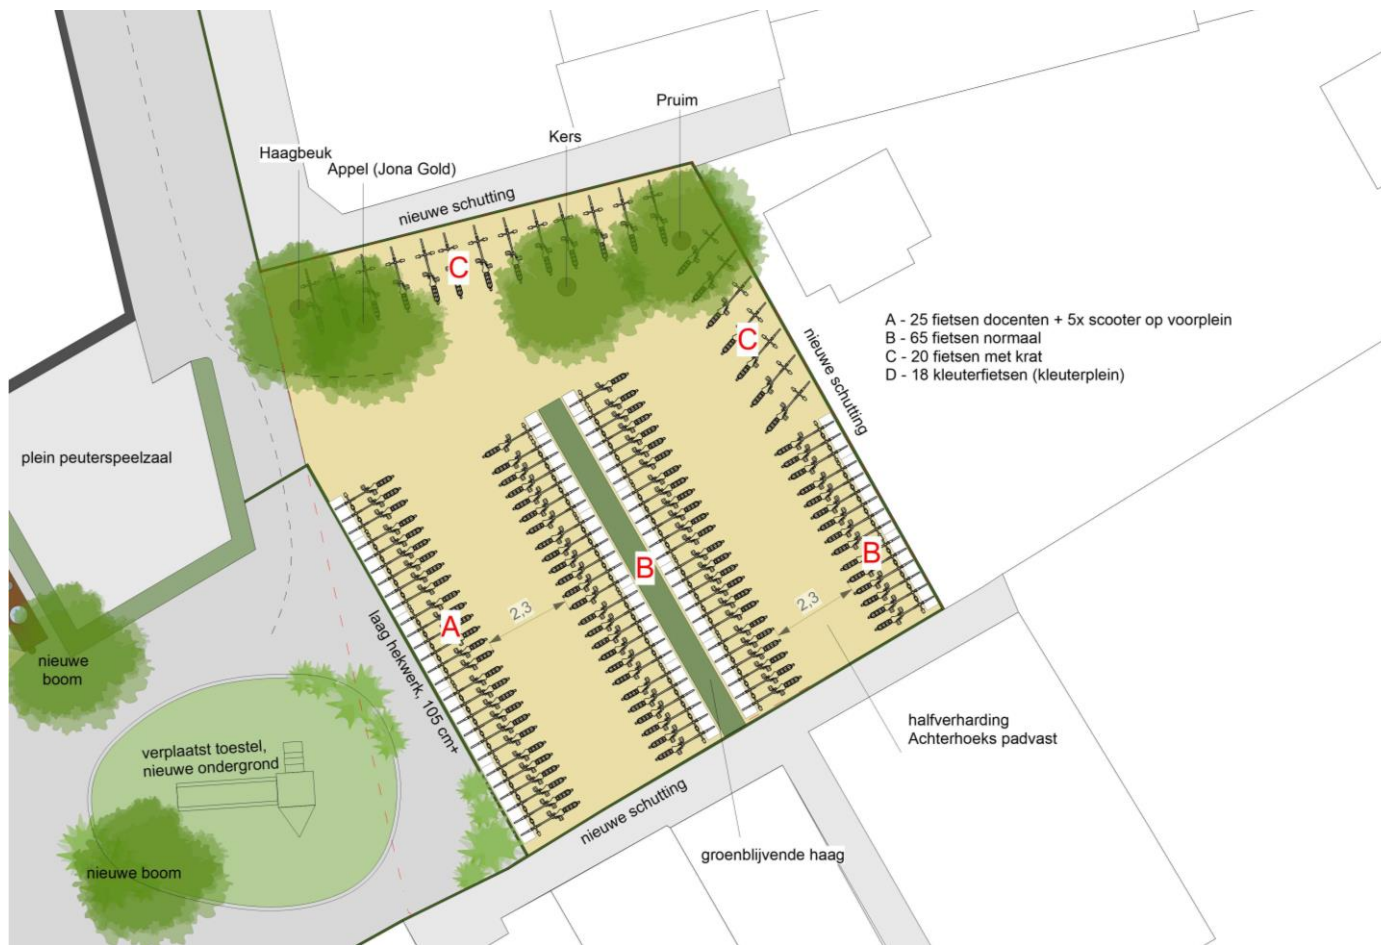 Pruim
Kers
Haagbeuk
Appel (Jona Gold)
nieuwe schutting
C
C
nieuwe schutting
A - 25 fietsen docenten + 5x scooter op voorplein
B - 65 fietsen normaal
C - 20 fietsen met krat
D - 18 kleuterfietsen (kleuterplein)
plein peuterspeelzaal
B
B
2,3
2,3
A
laag hekwerk, 105 cm+
nieuwe
boom
halfverharding
Achterhoeks padvast
verplaatst toestel,
nieuwe ondergrond
nieuwe schutting
groenblijvende haag
nieuwe boom